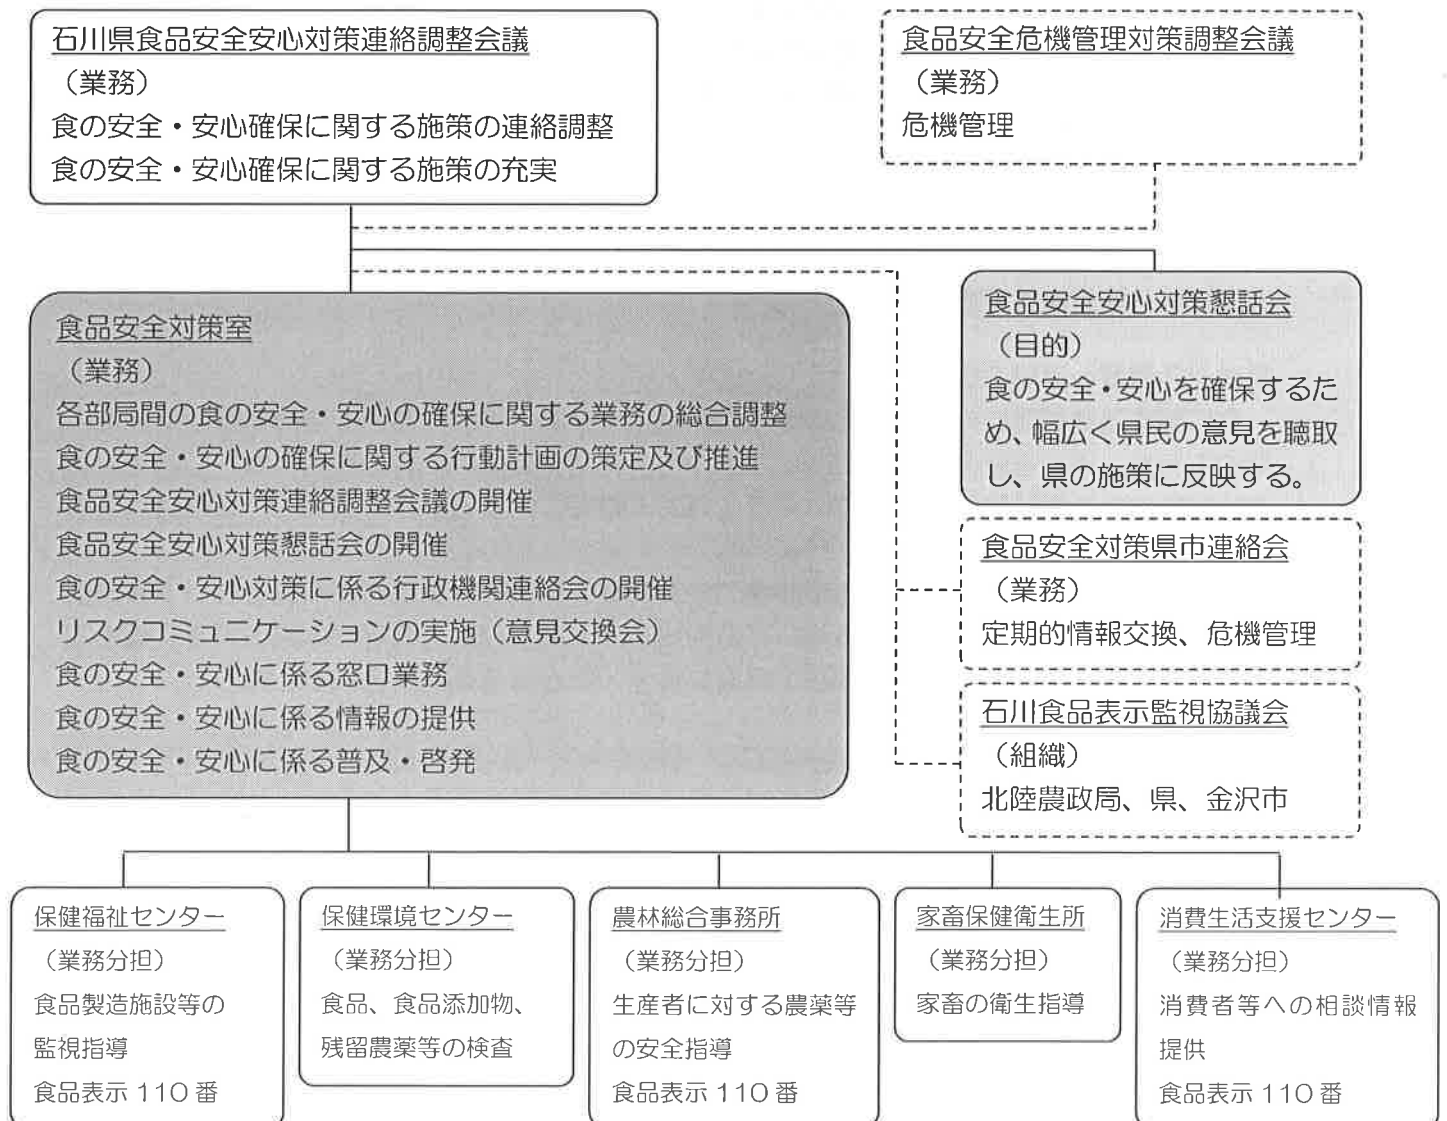 石川県食品安全安心対策連絡調整会議
（業務）
食の安全・安心確保に関する施策の連絡調整
食の安全・安心確保に関する施策の充実
食品安全危機管理対策調整会議
（業務）
危機管理
食品安全対策室
（業務）
各部局間の食の安全・安心の確保に関する業務の総合調整
食の安全・安心の確保に関する行動計画の策定及び推進
食品安全安心対策連絡調整会議の開催
食品安全安心対策懇話会の開催
食の安全・安心対策に係る行政機関連絡会の開催
リスクコミュニケーションの実施（意見交換会）
食の安全・安心に係る窓口業務
食の安全・安心に係る情報の提供
食の安全・安心に係る普及・啓発
食品安全安心対策懇話会
（目的）
食の安全・安心を確保するた
め、幅広く県民の意見を聴取
し、県の施策に反映する。
食品安全対策県市連絡会
（業務）
定期的情報交換、危機管理
石川食品表示監視協議会
（組織）
北陸農政局、県、金沢市
保健福祉センター
（業務分担）
食品製造施設等の
監視指導
食品表示110番
保健環境センター
（業務分担）
食品、食品添加物、
残留農薬等の検査
農林総合事務所
（業務分担）
生産者に対する農薬等
の安全指導
食品表示110番
家畜保健衛生所
（業務分担）
家畜の衛生指導
消費生活支援センター
（業務分担）
消費者等への相談情報
提供
食品表示110番